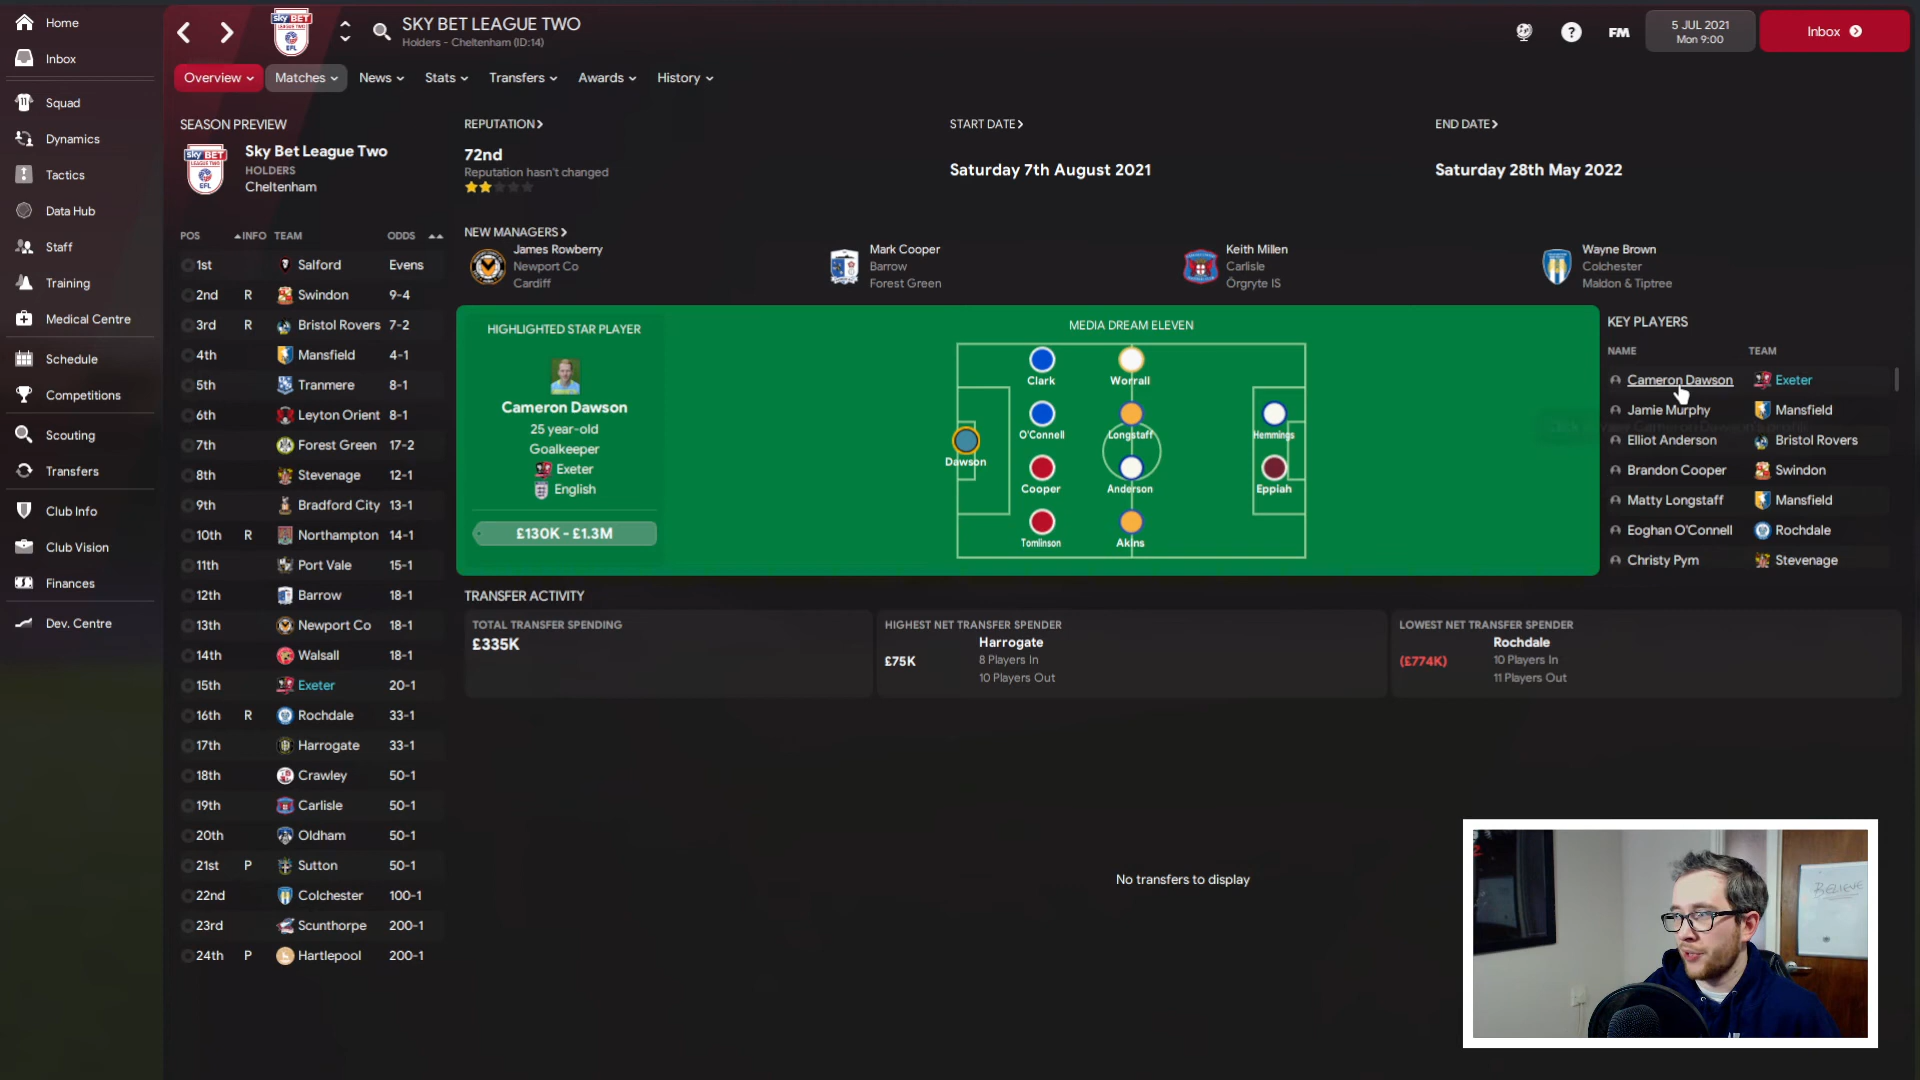 Home
Inbox
Squad
Dynamics
Tactics
Data Hub
Staff
Training
Medical Centre
Schedule
Competitions
Scouting
Transfers
Club Info
Club Vision
Finances
Dev. Centre
SKY BET LEAGUE TWO
Holders - Cheltenham (ID:14)
FM
5 JUL 2021
Mon 9:00
Inbox
Overview
Matches
News
Stats
Transfers
Awards
History
SEASON PREVIEW
Sky Bet League Two
HOLDERS
Cheltenham
REPUTATION
72nd
Reputation hasn't changed
START DATE
Saturday 7th August 2021
END DATE
Saturday 28th May 2022
NEW MANAGERS
James Rowberry
Newport Co
Cardiff
Mark Cooper
Barrow
Forest Green
Keith Millen
Carlisle
Örgryte IS
Wayne Brown
Colchester
Maldon & Tiptree
POS INFO TEAM ODDS
1st Salford Evens
2nd R Swindon 9-4
3rd R Bristol Rovers 7-2
4th Mansfield 4-1
5th Tranmere 8-1
6th Leyton Orient 8-1
7th Forest Green 17-2
8th Stevenage 12-1
9th Bradford City 13-1
10th R Northampton 14-1
11th Port Vale 15-1
12th Barrow 18-1
13th Newport Co 18-1
14th Walsall 18-1
15th Exeter 20-1
16th R Rochdale 33-1
17th Harrogate 33-1
18th Crawley 50-1
19th Carlisle 50-1
20th Oldham 50-1
21st P Sutton 50-1
22nd Colchester 100-1
23rd Scunthorpe 200-1
24th P Hartlepool 200-1
HIGHLIGHTED STAR PLAYER
Cameron Dawson
25 year-old
Goalkeeper
Exeter
English
£130K - £1.3M
MEDIA DREAM ELEVEN
Clark
Worrall
O'Connell
Longstaff
Hemmings
Dawson
Cooper
Anderson
Eppiah
Tomlinson
Akins
KEY PLAYERS
NAME TEAM
Cameron Dawson Exeter
Jamie Murphy Mansfield
Elliot Anderson Bristol Rovers
Brandon Cooper Swindon
Matty Longstaff Mansfield
Eoghan O'Connell Rochdale
Christy Pym Stevenage
TRANSFER ACTIVITY
TOTAL TRANSFER SPENDING
£335K
HIGHEST NET TRANSFER SPENDER
Harrogate
£75K
8 Players In
10 Players Out
LOWEST NET TRANSFER SPENDER
Rochdale
(£774K)
10 Players In
11 Players Out
No transfers to display
BELIEVE